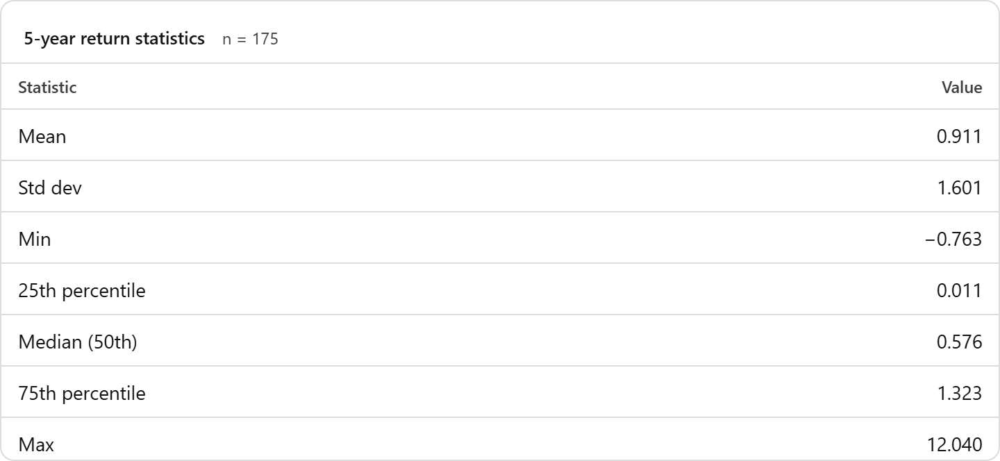 5-year return statistics n = 175
Statistic Value
Mean 0.911
Std dev 1.601
Min −0.763
25th percentile 0.011
Median (50th) 0.576
75th percentile 1.323
Max 12.040